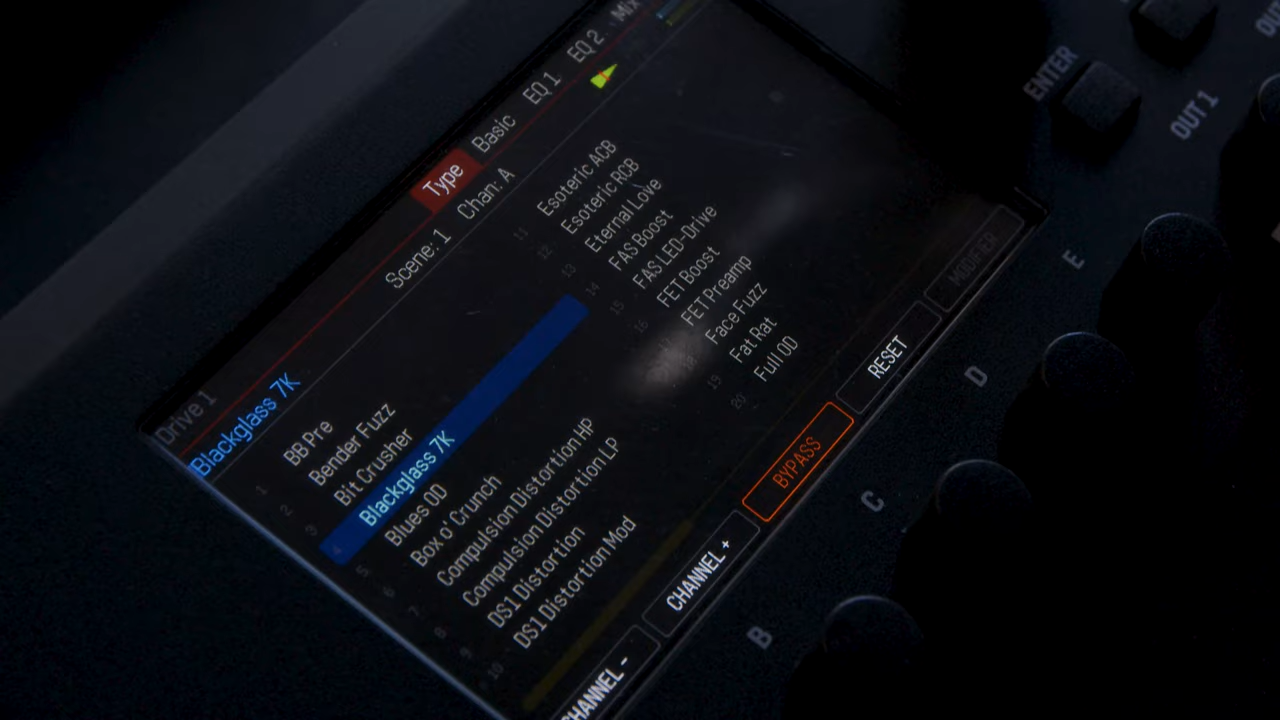 Drive 1
Type Basic EQ 1 EQ 2 Mix
Blackglass 7K Scene: 1 Chan: A
1 BB Pre
2 Bender Fuzz
3 Bit Crusher
4 Blackglass 7K
5 Blues OD
6 Box o' Crunch
7 Compulsion Distortion HP
8 Compulsion Distortion LP
9 DS1 Distortion
10 DS1 Distortion Mod
11 Esoteric ACB
12 Esoteric RCB
13 Eternal Love
14 FAS Boost
15 FAS LED-Drive
16 FET Boost
17 FET Preamp
18 Face Fuzz
19 Fat Rat
20 Full OD
CHANNEL - CHANNEL + BYPASS RESET MODIFIER
B C D E
ENTER
OUT 1